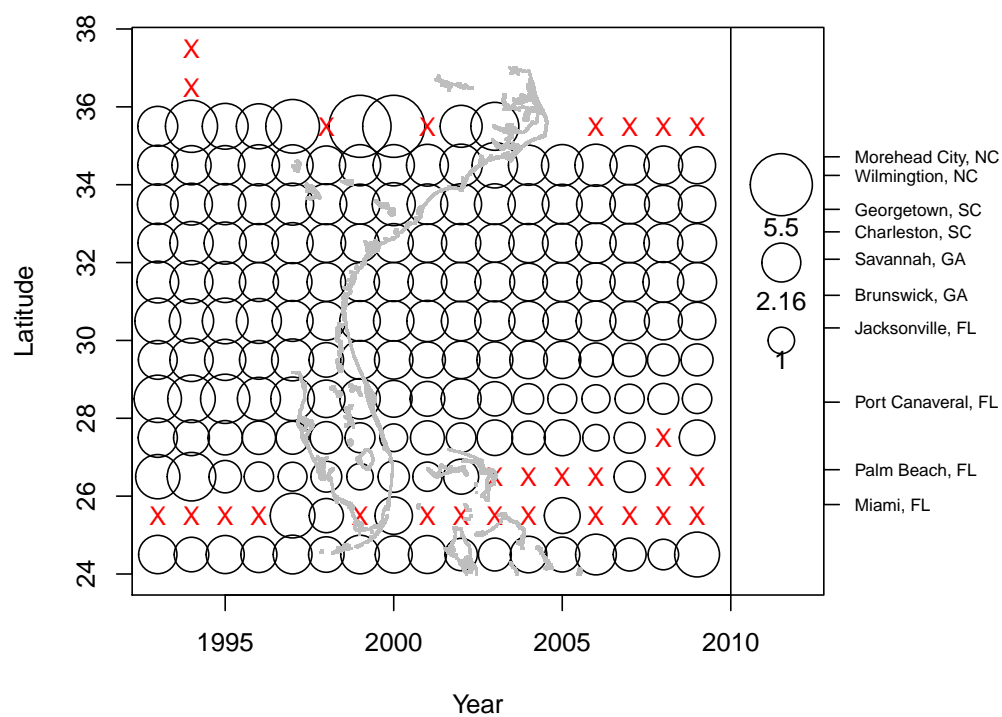 38
36
34
32
30
28
26
24
Latitude
X
X
X X X X X X
X
X X X X X X
X X X X X X X X X X X X X
1995 2000 2005 2010
Year
5.5
2.16
1
Morehead City, NC
Wilmington, NC
Georgetown, SC
Charleston, SC
Savannah, GA
Brunswick, GA
Jacksonville, FL
Port Canaveral, FL
Palm Beach, FL
Miami, FL